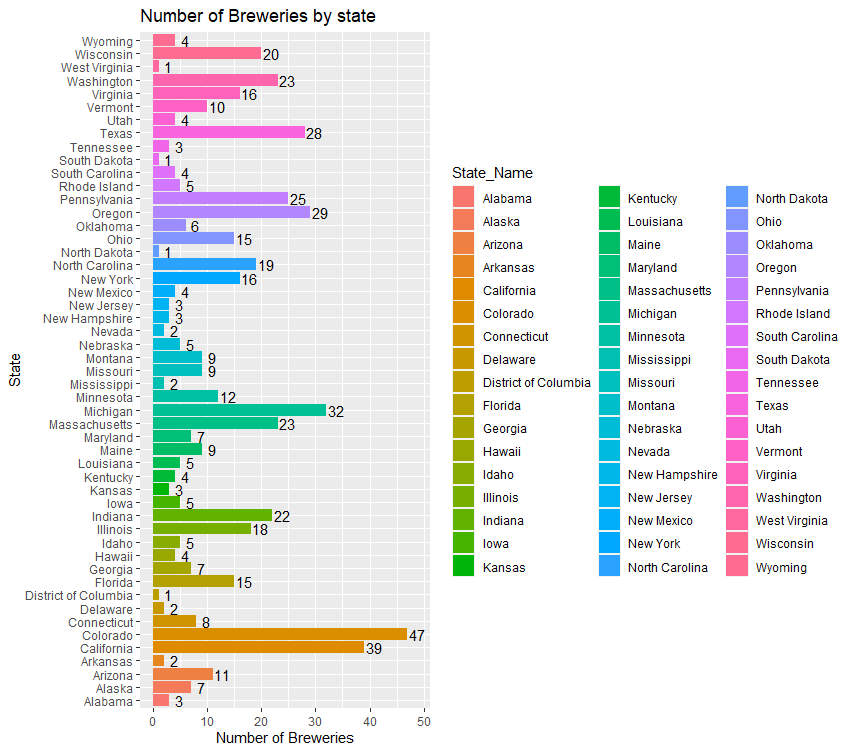 Number of Breweries by state
State
Wyoming 4
Wisconsin 20
West Virginia 1
Washington 23
Virginia 16
Vermont 10
Utah 4
Texas 28
Tennessee 3
South Dakota 1
South Carolina 4
Rhode Island 5
Pennsylvania 25
Oregon 29
Oklahoma 6
Ohio 15
North Dakota 1
North Carolina 19
New York 16
New Mexico 4
New Jersey 3
New Hampshire 3
Nevada 2
Nebraska 5
Montana 9
Missouri 9
Mississippi 2
Minnesota 12
Michigan 32
Massachusetts 23
Maryland 7
Maine 9
Louisiana 5
Kentucky 4
Kansas 3
Iowa 5
Indiana 22
Illinois 18
Idaho 5
Hawaii 4
Georgia 7
Florida 15
District of Columbia 1
Delaware 2
Connecticut 8
Colorado 47
California 39
Arkansas 2
Arizona 11
Alaska 7
Alabama 3
0 10 20 30 40 50
Number of Breweries
State_Name
Alabama
Alaska
Arizona
Arkansas
California
Colorado
Connecticut
Delaware
District of Columbia
Florida
Georgia
Hawaii
Idaho
Illinois
Indiana
Iowa
Kansas
Kentucky
Louisiana
Maine
Maryland
Massachusetts
Michigan
Minnesota
Mississippi
Missouri
Montana
Nebraska
Nevada
New Hampshire
New Jersey
New Mexico
New York
North Carolina
North Dakota
Ohio
Oklahoma
Oregon
Pennsylvania
Rhode Island
South Carolina
South Dakota
Tennessee
Texas
Utah
Vermont
Virginia
Washington
West Virginia
Wisconsin
Wyoming